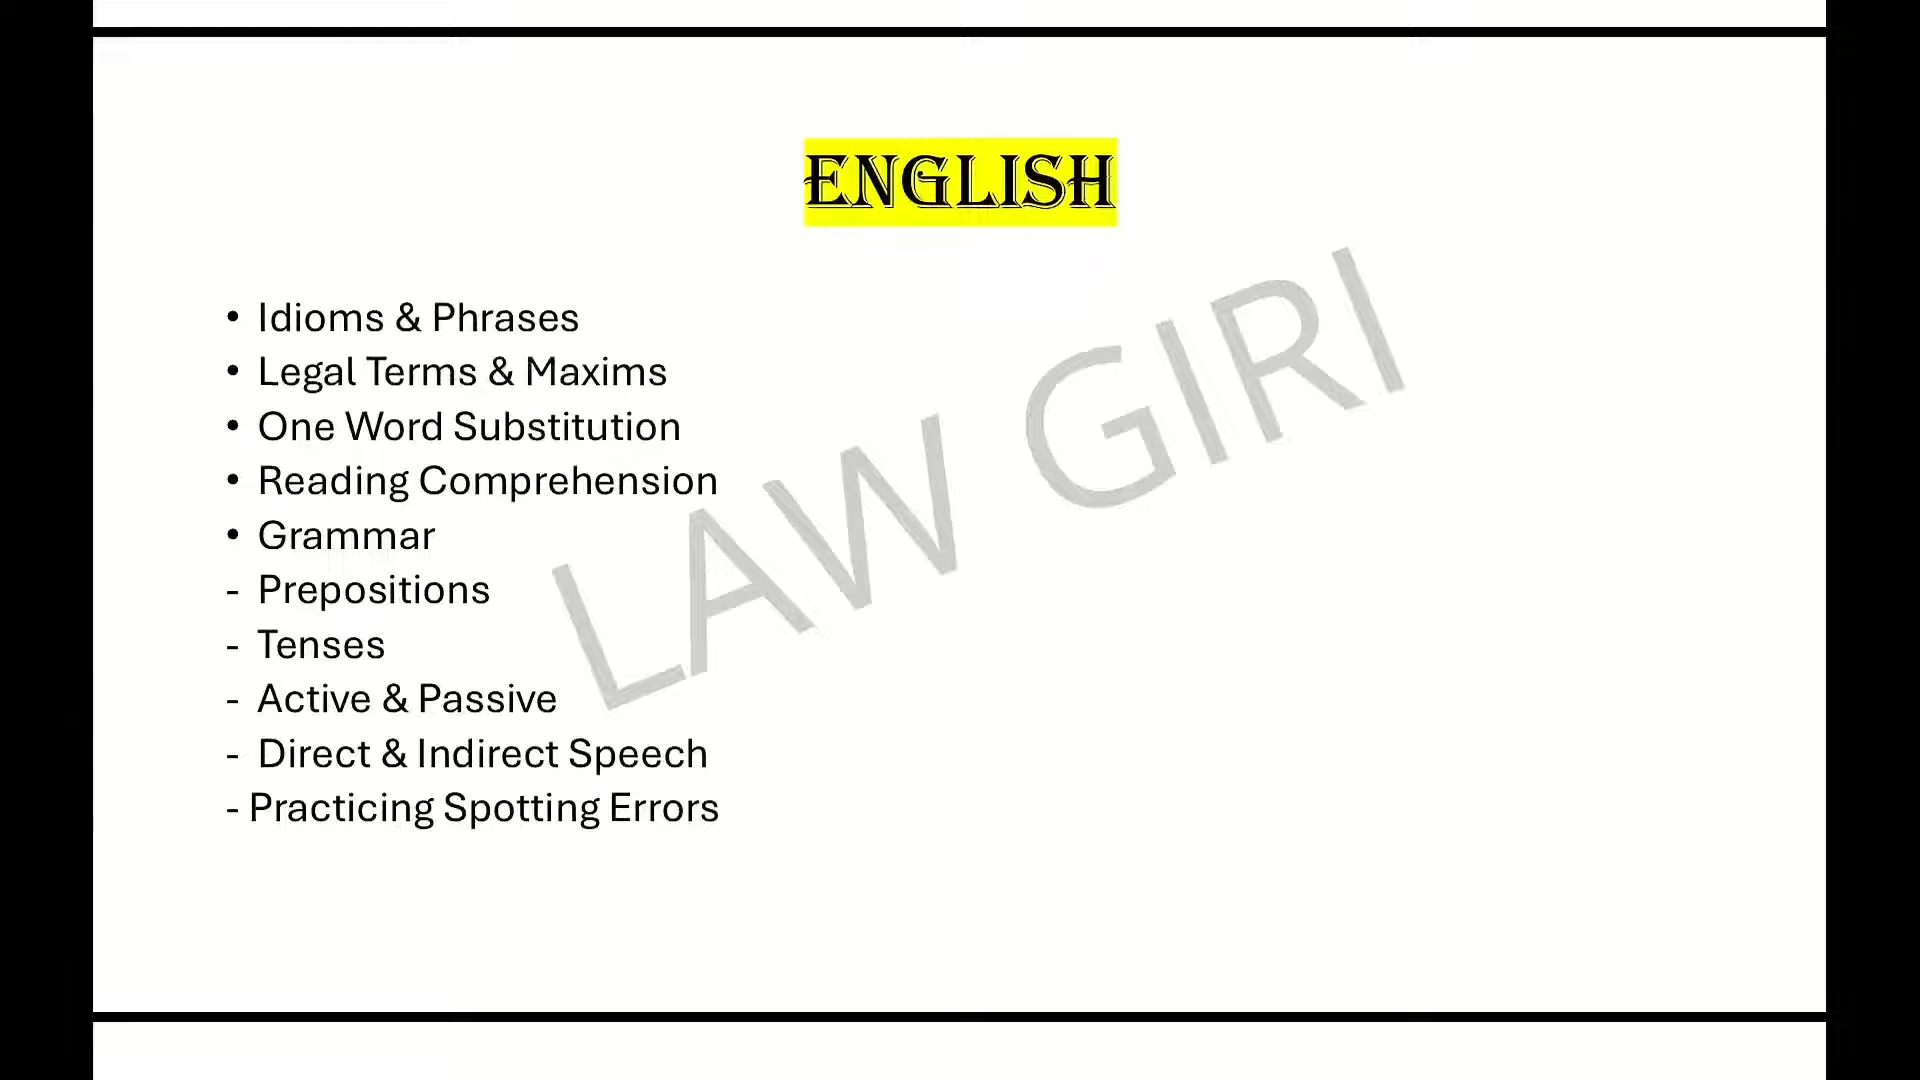 ENGLISH
• Idioms & Phrases
• Legal Terms & Maxims
• One Word Substitution
• Reading Comprehension
• Grammar
- Prepositions
- Tenses
- Active & Passive
- Direct & Indirect Speech
- Practicing Spotting Errors
LAW GIRI